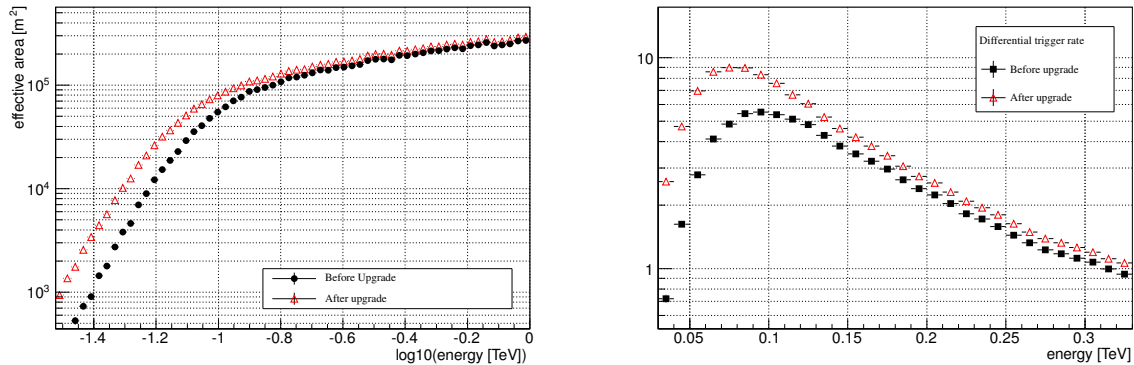 effective area [m²]
10⁵
10⁴
10³
-1.4 -1.2 -1 -0.8 -0.6 -0.4 -0.2 0
log10(energy [TeV])
Before Upgrade
After upgrade
10
1
0.05 0.1 0.15 0.2 0.25 0.3
energy [TeV]
Differential trigger rate
Before upgrade
After upgrade